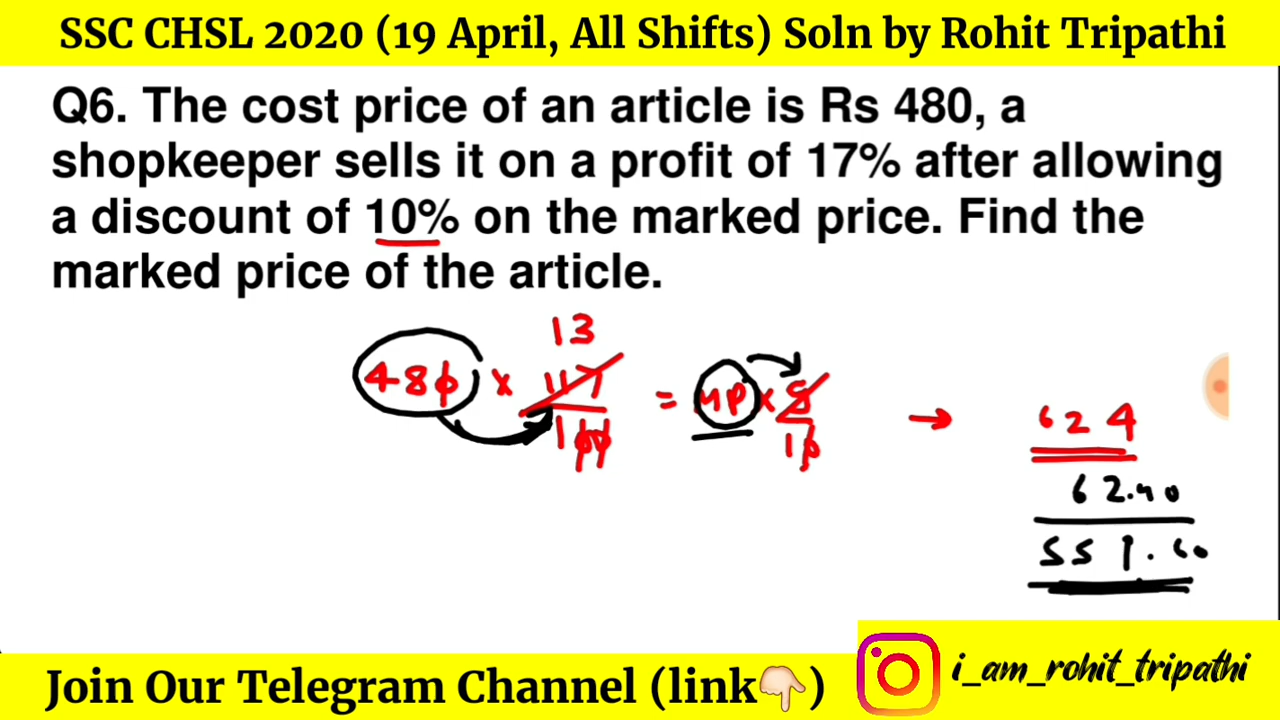 SSC CHSL 2020 (19 April, All Shifts) Soln by Rohit Tripathi
Q6. The cost price of an article is Rs 480, a
shopkeeper sells it on a profit of 17% after allowing
a discount of 10% on the marked price. Find the
marked price of the article.
13
480 × 117/100 = MP × 9/10 → 624
62.40
551.60
Join Our Telegram Channel (link👇)
i_am_rohit_tripathi